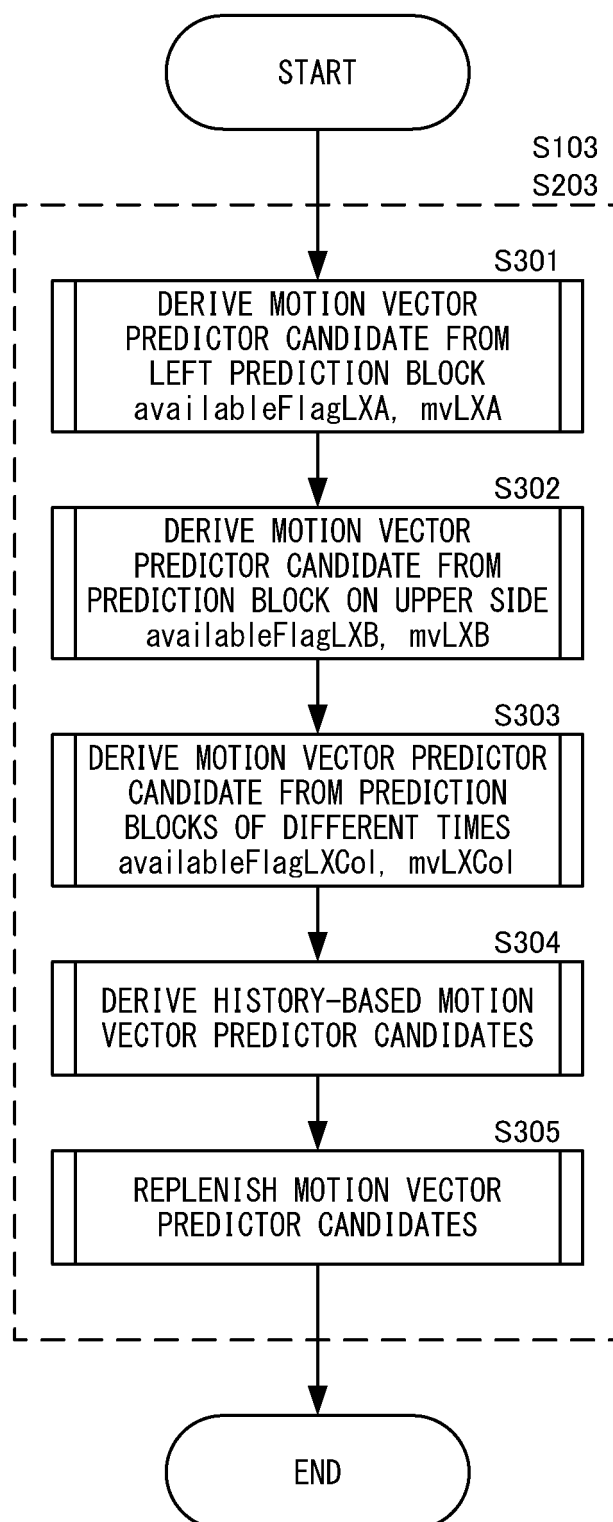 START
S103
S203
S301
DERIVE MOTION VECTOR
PREDICTOR CANDIDATE FROM
LEFT PREDICTION BLOCK
availableFlagLXA, mvLXA
S302
DERIVE MOTION VECTOR
PREDICTOR CANDIDATE FROM
PREDICTION BLOCK ON UPPER SIDE
availableFlagLXB, mvLXB
S303
DERIVE MOTION VECTOR PREDICTOR
CANDIDATE FROM PREDICTION
BLOCKS OF DIFFERENT TIMES
availableFlagLXCol, mvLXCol
S304
DERIVE HISTORY-BASED MOTION
VECTOR PREDICTOR CANDIDATES
S305
REPLENISH MOTION VECTOR
PREDICTOR CANDIDATES
END